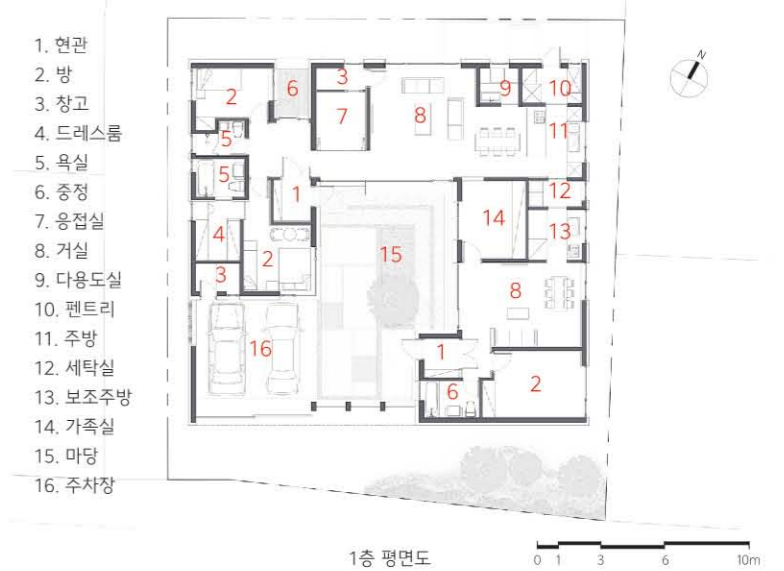 1. 현관
2. 방
3. 창고
4. 드레스룸
5. 욕실
6. 중정
7. 응접실
8. 거실
9. 다용도실
10. 펜트리
11. 주방
12. 세탁실
13. 보조주방
14. 가족실
15. 마당
16. 주차장
N
2
6
3
7
8
9
10
11
5
5
1
12
14
13
4
2
15
3
8
16
1
6
2
1층 평면도
0 1 3 6 10m